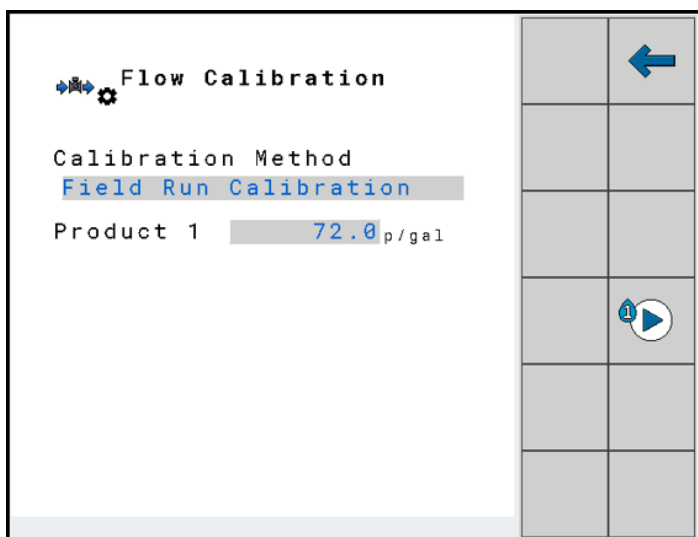 Flow Calibration
Calibration Method
Field Run Calibration
Product 1 72.0 p/gal
1